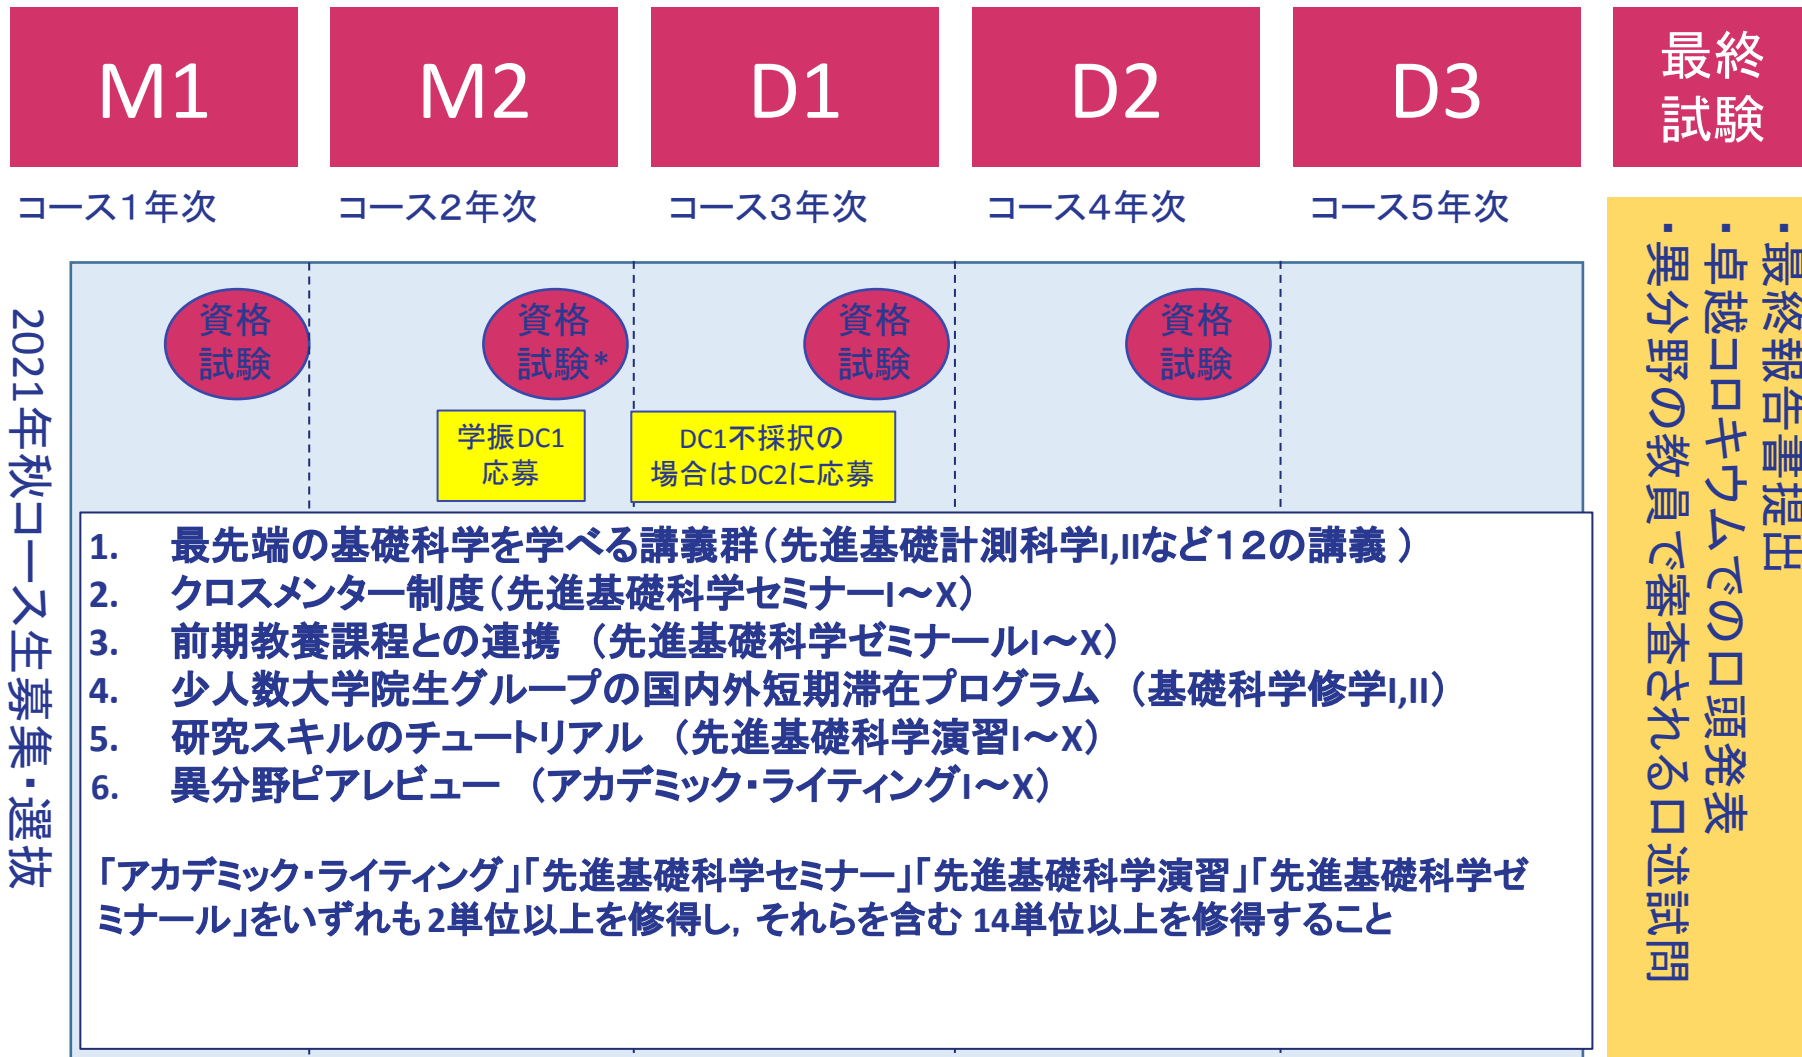 M1
M2
D1
D2
D3
最終
試験
コース１年次
コース２年次
コース３年次
コース４年次
コース５年次
2021年秋コース生募集・選抜
資格
試験
資格
試験*
資格
試験
資格
試験
学振DC1
応募
DC1不採択の
場合はDC2に応募
1. 最先端の基礎科学を学べる講義群（先進基礎計測科学I,IIなど１２の講義 ）
2. クロスメンター制度（先進基礎科学セミナーI～X）
3. 前期教養課程との連携 （先進基礎科学ゼミナールI～X）
4. 少人数大学院生グループの国内外短期滞在プログラム （基礎科学修学I,II）
5. 研究スキルのチュートリアル （先進基礎科学演習I～X）
6. 異分野ピアレビュー （アカデミック・ライティングI～X）
「アカデミック・ライティング」「先進基礎科学セミナー」「先進基礎科学演習」「先進基礎科学ゼ
ミナール」をいずれも2単位以上を修得し，それらを含む 14単位以上を修得すること
・最終報告書提出
・卓越コロキウムでの口頭発表
・異分野の教員で審査される口述試問